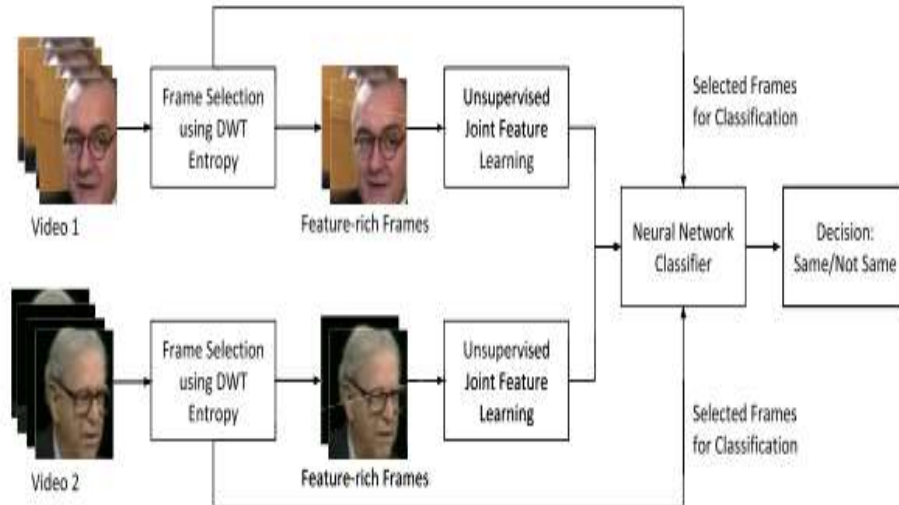 Frame Selection
using DWT
Entropy
Unsupervised
Joint Feature
Learning
Selected Frames
for Classification
Video 1
Feature-rich Frames
Neural Network
Classifier
Decision:
Same/Not Same
Frame Selection
using DWT
Entropy
Unsupervised
Joint Feature
Learning
Selected Frames
for Classification
Video 2
Feature-rich Frames